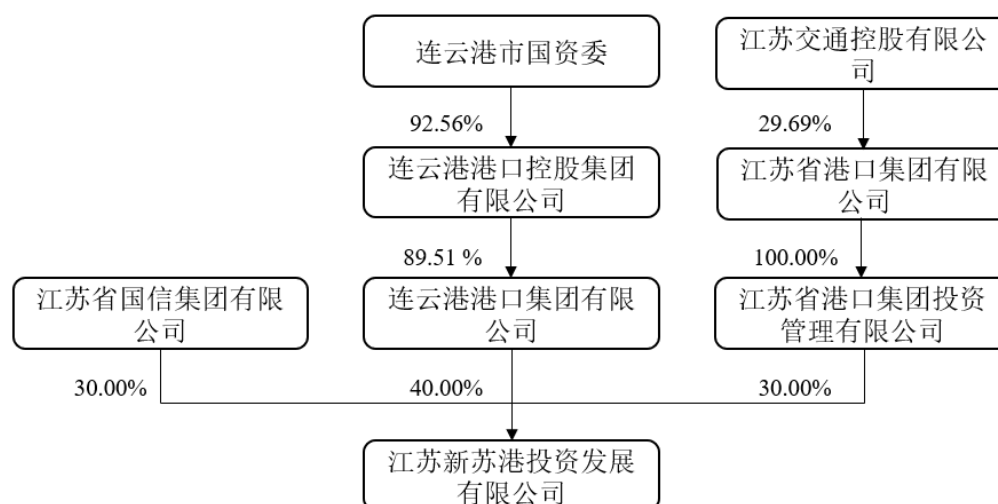 连云港市国资委
江苏交通控股有限公
司
92.56%
29.69%
连云港港口控股集团
有限公司
江苏省港口集团有限
公司
89.51 %
100.00%
江苏省国信集团有限
公司
连云港港口集团有限
公司
江苏省港口集团投资
管理有限公司
30.00%
40.00%
30.00%
江苏新苏港投资发展
有限公司